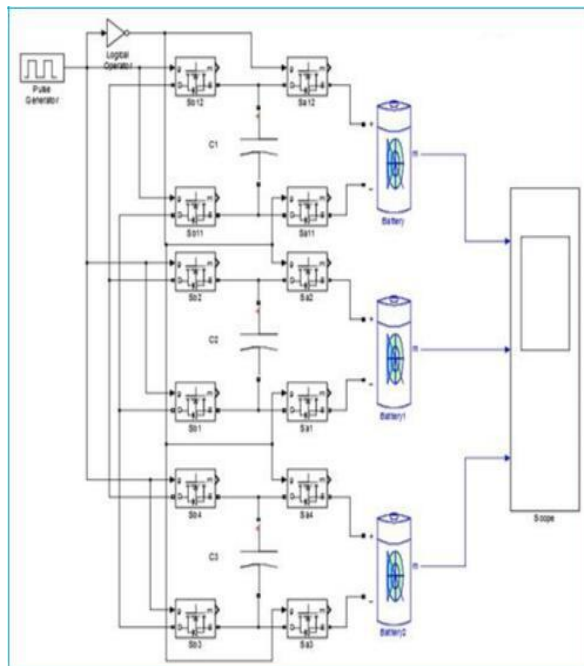 Logical
Operator
Pulse
Generator
g m
D S
Sb12
g m
D S
Sa12
C1
+
m
-
Battery
g m
D S
Sb11
g m
D S
Sa11
g m
D S
Sb2
g m
D S
Sa2
C2
+
m
-
Battery1
g m
D S
Sb1
g m
D S
Sa1
g m
D S
Sb4
g m
D S
Sa4
Scope
C3
+
m
-
Battery2
g m
D S
Sb3
g m
D S
Sa3